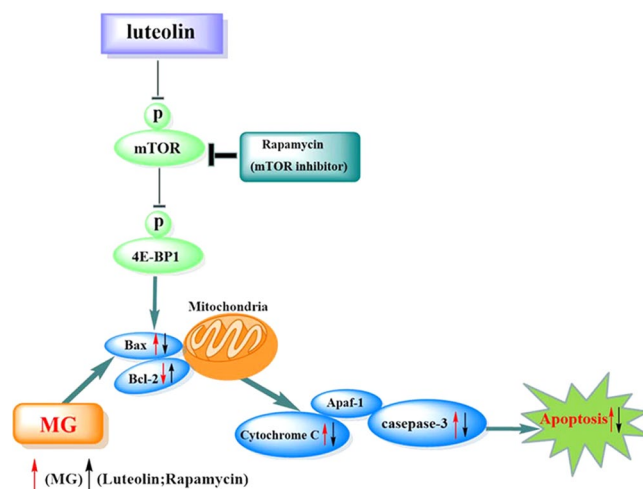 luteolin
p
mTOR
Rapamycin
(mTOR inhibitor)
p
4E-BP1
Mitochondria
Bax
Bcl-2
Apaf-1
MG
Cytochrome C
casepase-3
Apoptosis
(MG) (Luteolin;Rapamycin)